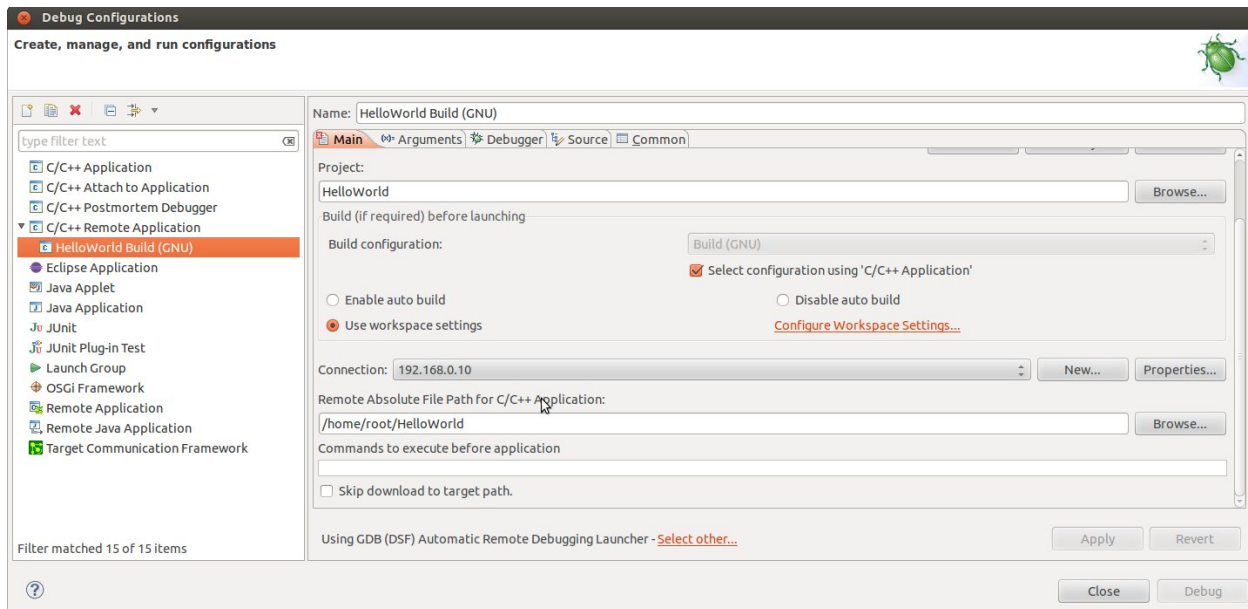 Debug Configurations
Create, manage, and run configurations
type filter text
C/C++ Application
C/C++ Attach to Application
C/C++ Postmortem Debugger
C/C++ Remote Application
HelloWorld Build (GNU)
Eclipse Application
Java Applet
Java Application
JUnit
JUnit Plug-in Test
Launch Group
OSGi Framework
Remote Application
Remote Java Application
Target Communication Framework
Filter matched 15 of 15 items
Name: HelloWorld Build (GNU)
Main Arguments Debugger Source Common
Project:
HelloWorld Browse...
Build (if required) before launching
Build configuration: Build (GNU)
Select configuration using 'C/C++ Application'
Enable auto build Disable auto build
Use workspace settings Configure Workspace Settings...
Connection: 192.168.0.10 New... Properties...
Remote Absolute File Path for C/C++ Application:
/home/root/HelloWorld Browse...
Commands to execute before application
Skip download to target path.
Using GDB (DSF) Automatic Remote Debugging Launcher - Select other... Apply Revert
Close Debug